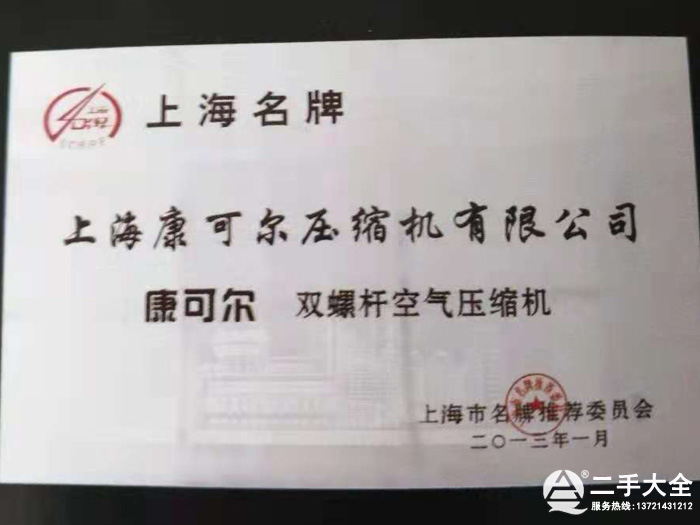 上海名牌
上海康可尔压缩机有限公司
康可尔 双螺杆空气压缩机
上海市名牌推荐委员会
二〇一三年一月
®二手大全
服务热线:13721431212